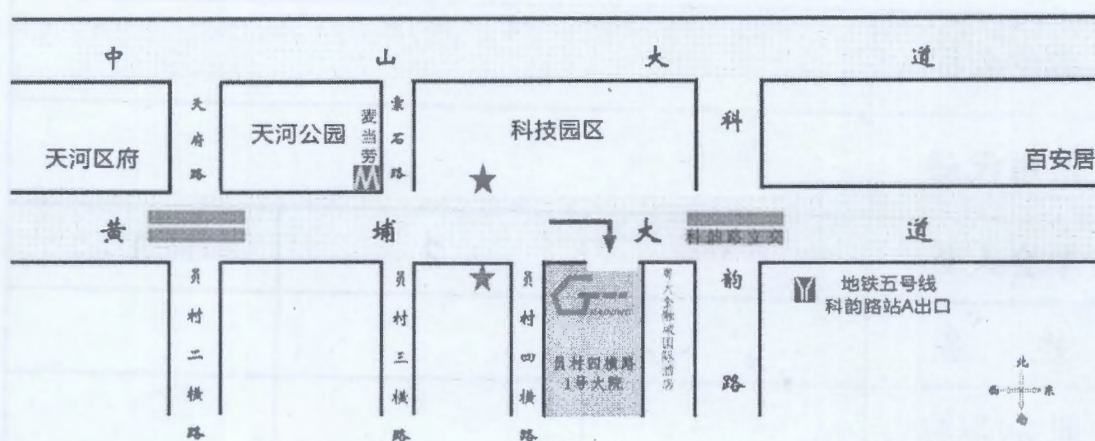 中山大道
天府路
天河公园
麦当劳
科技园区
科韵路
天河区府
百安居
黄埔大道
科韵路立交
员村二横路
员村三横路
员村四横路
员村四横路
1号大院
地铁五号线
科韵路站A出口
北
西
东
南